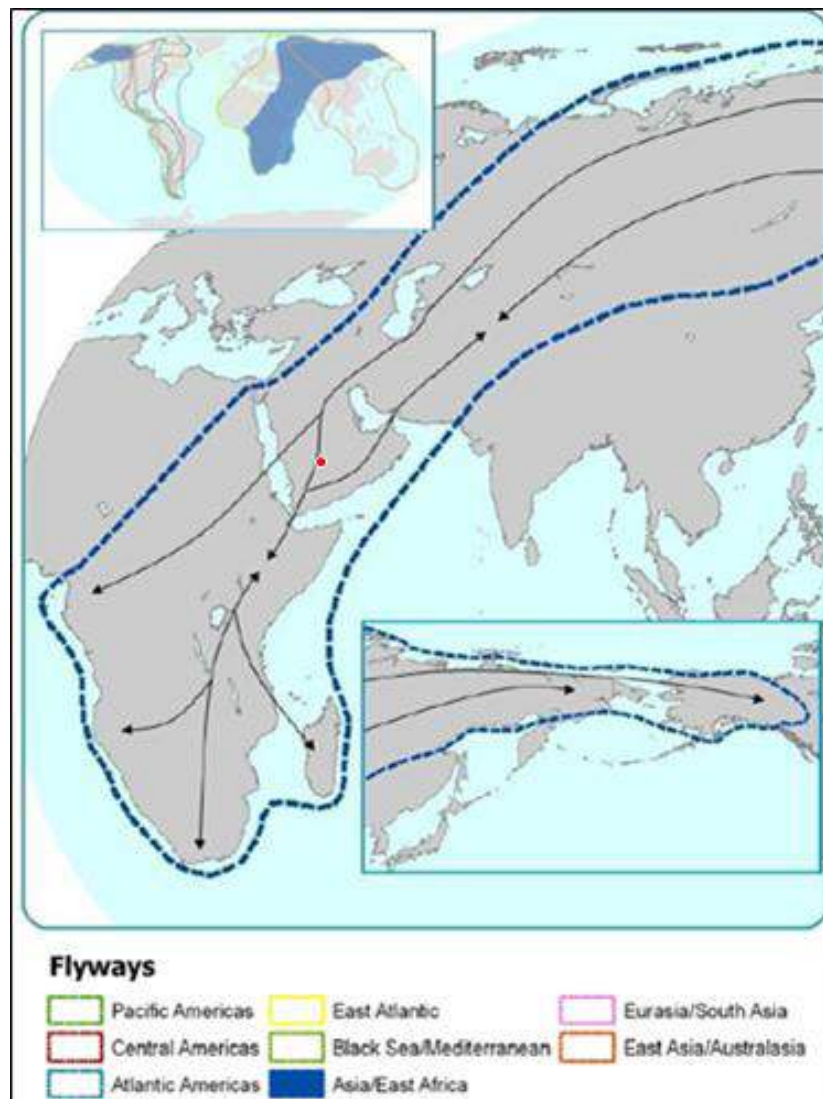 Flyways
Pacific Americas East Atlantic Eurasia/South Asia
Central Americas Black Sea/Mediterranean East Asia/Australasia
Atlantic Americas Asia/East Africa